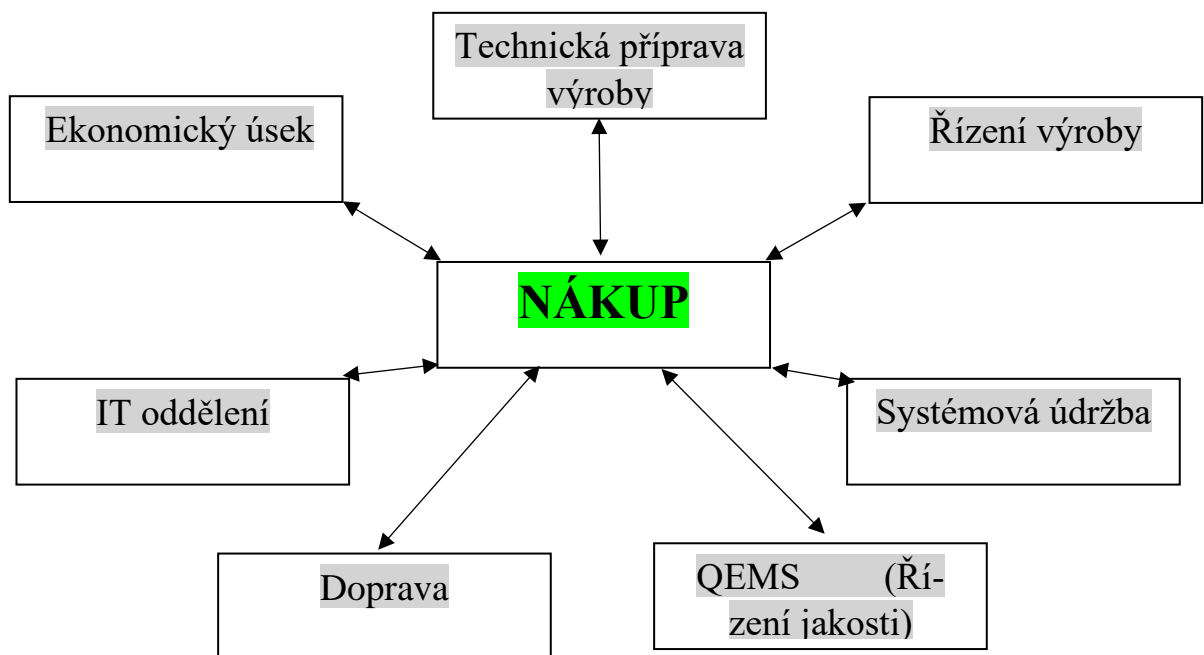 Technická příprava
výroby
Ekonomický úsek
Řízení výroby
NÁKUP
IT oddělení
Systémová údržba
Doprava
QEMS (Ří-
zení jakosti)